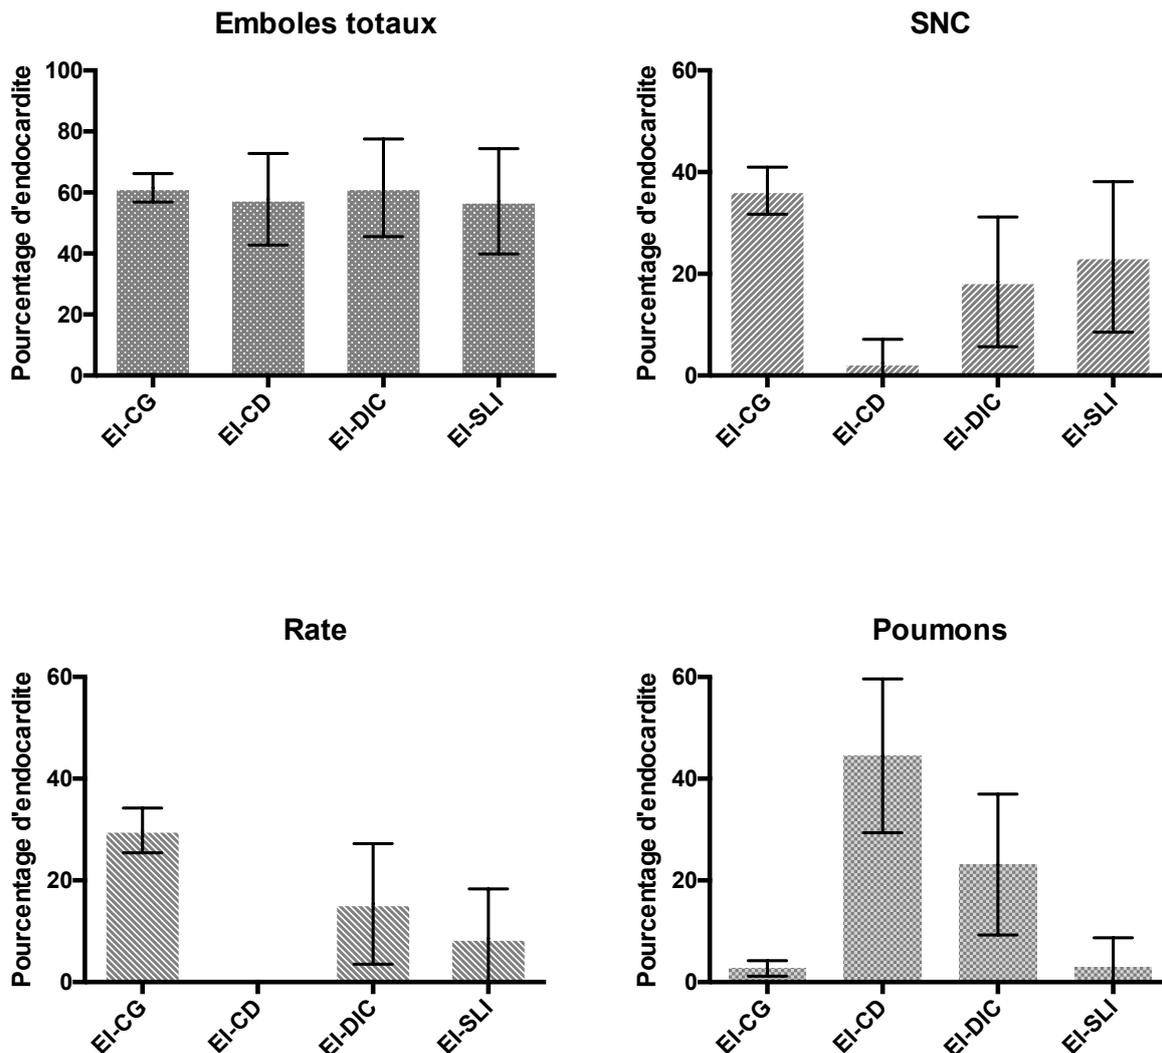 Emboles totaux
Pourcentage d'endocardite
100
80
60
40
20
0
EI-CG
EI-CD
EI-DIC
EI-SLI
SNC
Pourcentage d'endocardite
60
40
20
0
EI-CG
EI-CD
EI-DIC
EI-SLI
Rate
Pourcentage d'endocardite
60
40
20
0
EI-CG
EI-CD
EI-DIC
EI-SLI
Poumons
Pourcentage d'endocardite
60
40
20
0
EI-CG
EI-CD
EI-DIC
EI-SLI